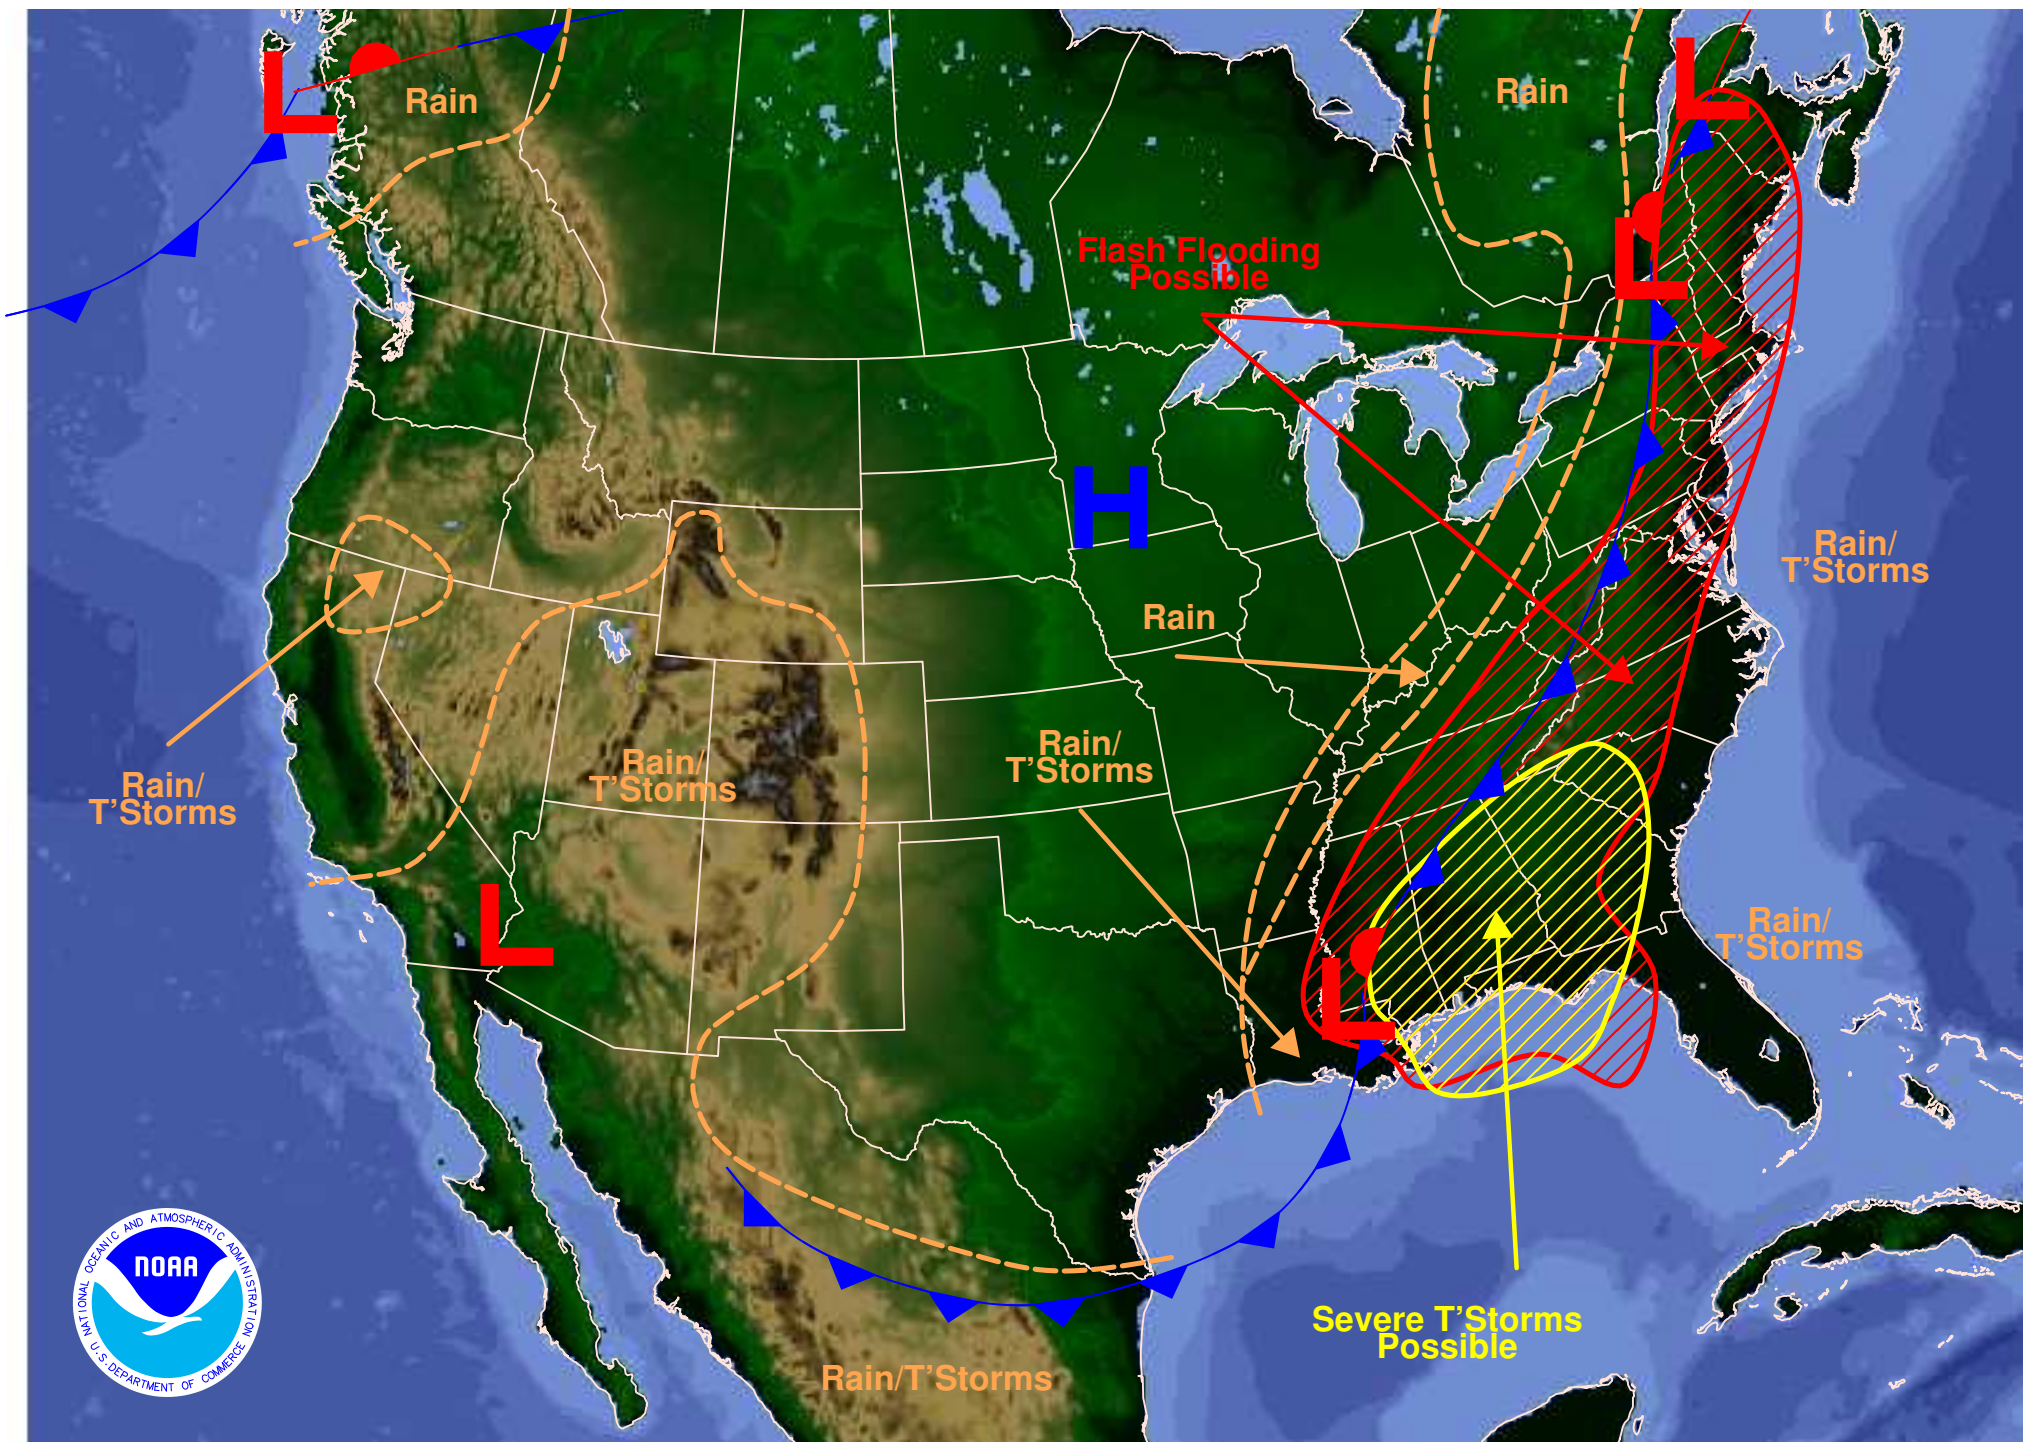 L
Rain
Rain
L
Flash Flooding
Possible
L
H
Rain/
T'Storms
Rain
Rain/
T'Storms
Rain/
T'Storms
Rain/
T'Storms
L
Rain/
T'Storms
L
NATIONAL OCEANIC AND ATMOSPHERIC ADMINISTRATION
NOAA
U.S. DEPARTMENT OF COMMERCE
Severe T'Storms
Possible
Rain/T'Storms